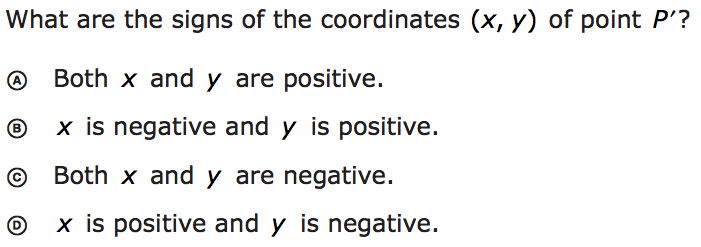 What are the signs of the coordinates (x, y) of point P′?
Ⓐ Both x and y are positive.
Ⓑ x is negative and y is positive.
Ⓒ Both x and y are negative.
Ⓓ x is positive and y is negative.